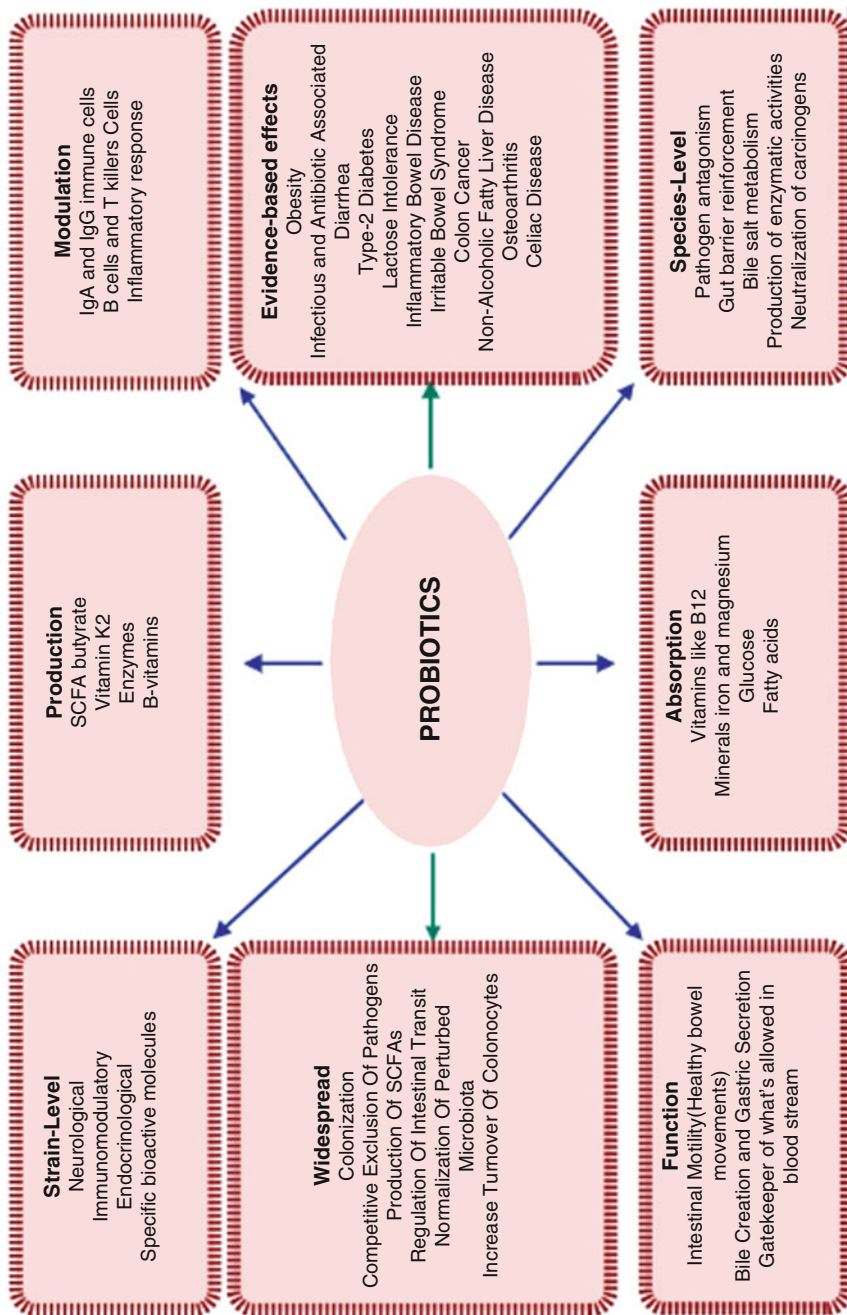 Strain-Level
Neurological
Immunomodulatory
Endocrinological
Specific bioactive molecules
Production
SCFA butyrate
Vitamin K2
Enzymes
B-vitamins
Modulation
IgA and IgG immune cells
B cells and T killers Cells
Inflammatory response
Widespread
Colonization
Competitive Exclusion Of Pathogens
Production Of SCFAs
Regulation Of Intestinal Transit
Normalization Of Perturbed
Microbiota
Increase Turnover Of Colonocytes
PROBIOTICS
Evidence-based effects
Obesity
Infectious and Antibiotic Associated
Diarrhea
Type-2 Diabetes
Lactose Intolerance
Inflammatory Bowel Disease
Irritable Bowel Syndrome
Colon Cancer
Non-Alcoholic Fatty Liver Disease
Osteoarthritis
Celiac Disease
Function
Intestinal Motility(Healthy bowel
movements)
Bile Creation and Gastric Secretion
Gatekeeper of what's allowed in
blood stream
Absorption
Vitamins like B12
Minerals iron and magnesium
Glucose
Fatty acids
Species-Level
Pathogen antagonism
Gut barrier reinforcement
Bile salt metabolism
Production of enzymatic activities
Neutralization of carcinogens